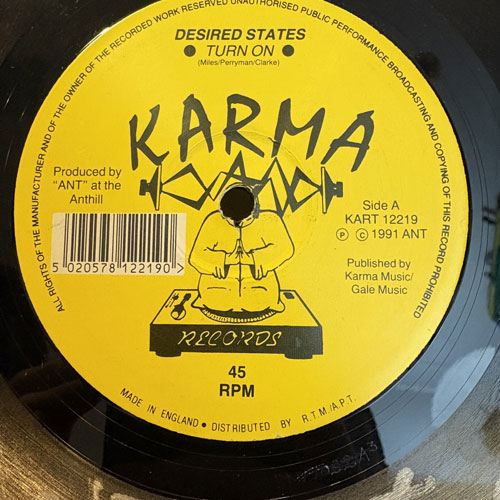 ALL RIGHTS OF THE MANUFACTURER AND OF THE OWNER OF THE RECORDED WORK RESERVED UNAUTHORISED PUBLIC PERFORMANCE BROADCASTING AND COPYING OF THIS RECORD PROHIBITED
DESIRED STATES
● TURN ON ●
(Miles/Perryman/Clarke)
KARMA
Produced by
"ANT" at the
Anthill
5 020578 122190 >
Side A
KART 12219
Ⓟ © 1991 ANT
Published by
Karma Music/
Gale Music
RECORDS
45
RPM
MADE IN ENGLAND ● DISTRIBUTED BY R.T.M./A.P.T.